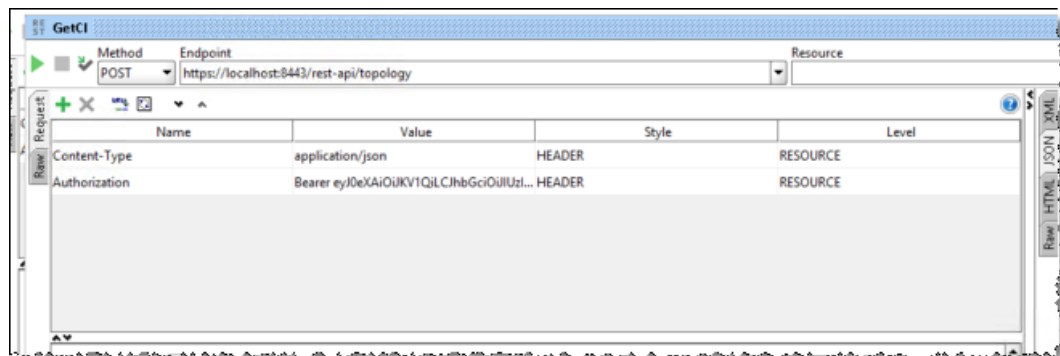 REST GetCI
Method Endpoint Resource
POST https://localhost:8443/rest-api/topology
Request
Raw
Name Value Style Level
Content-Type application/json HEADER RESOURCE
Authorization Bearer HEADER RESOURCE
XML
JSON
HTML
Raw